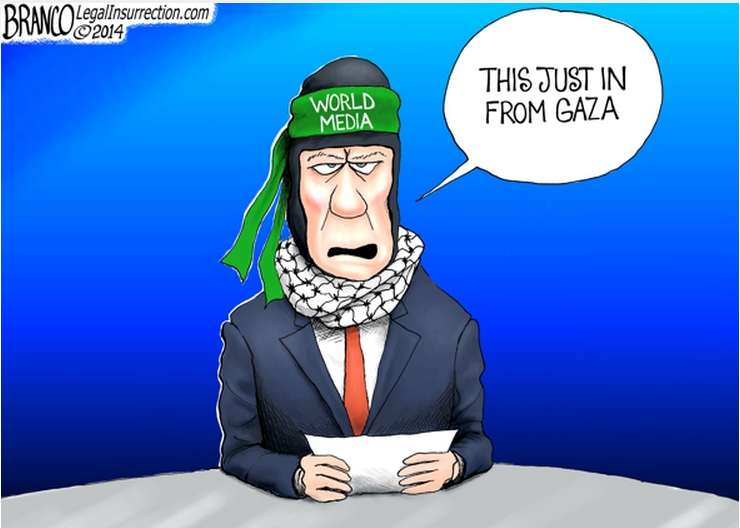 BRANCO LegalInsurrection.com
©2014
THIS JUST IN
FROM GAZA
WORLD
MEDIA